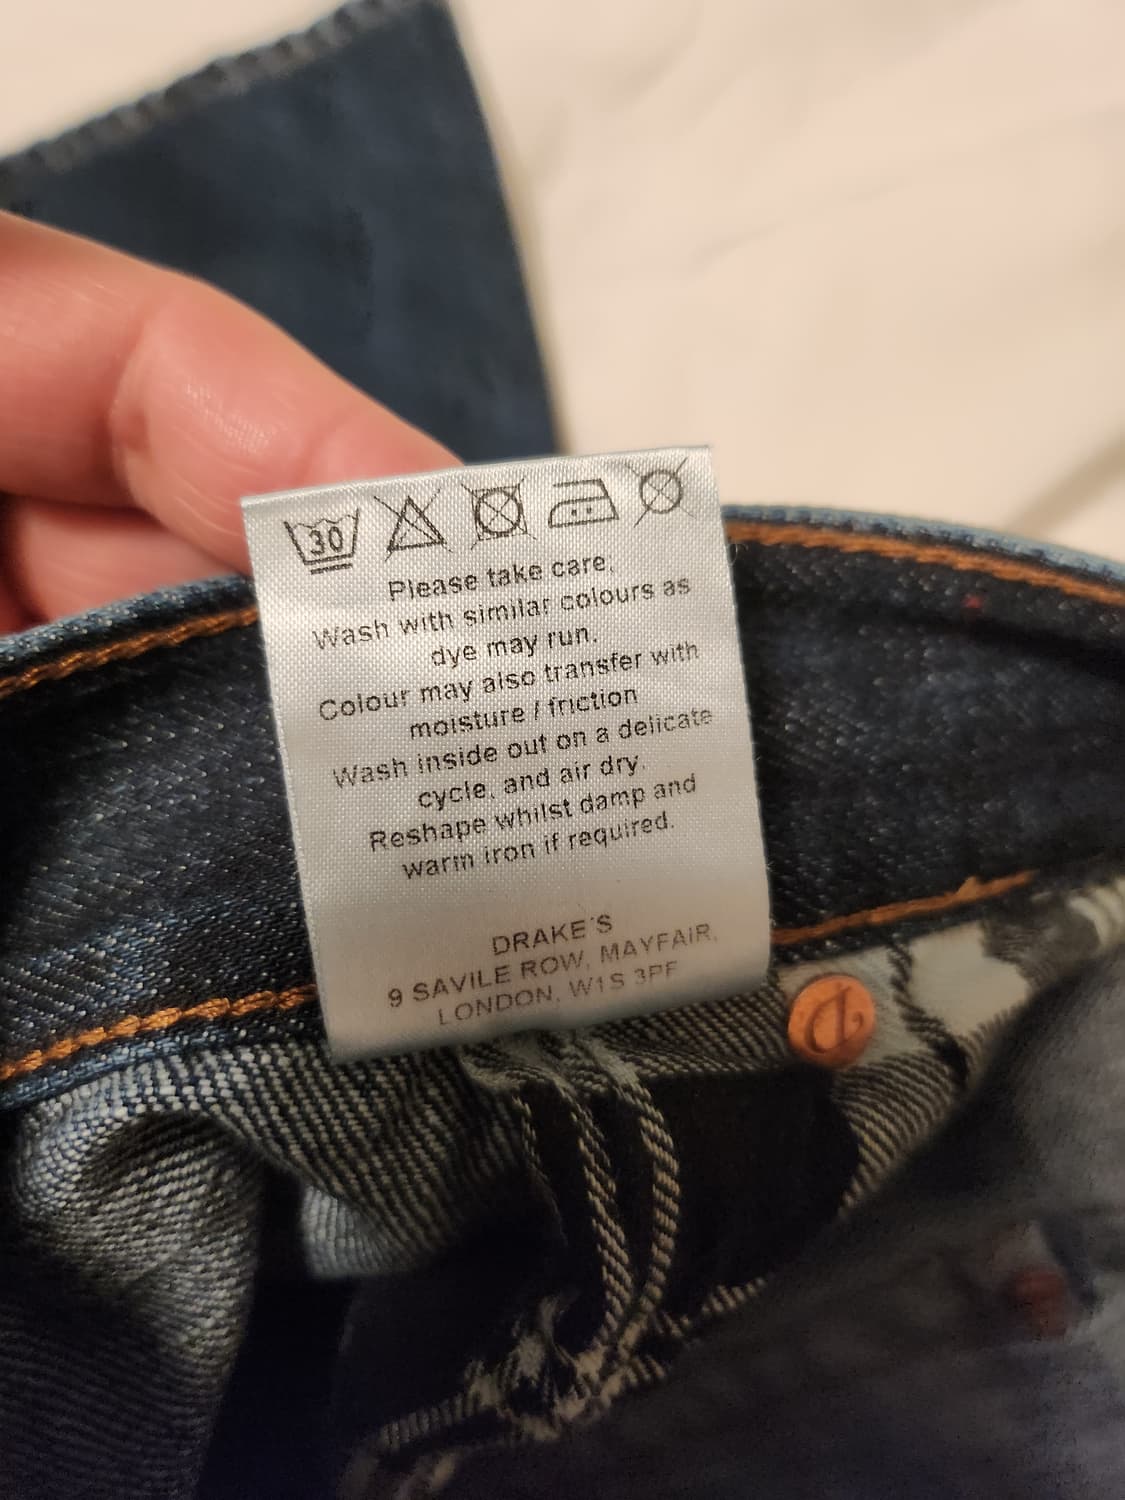 30
Please take care.
Wash with similar colours as
dye may run.
Colour may also transfer with
moisture / friction
Wash inside out on a delicate
cycle, and air dry.
Reshape whilst damp and
warm iron if required.
DRAKE'S
9 SAVILE ROW, MAYFAIR,
LONDON, W1S 3PF
D